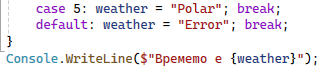 case 5: weather = "Polar"; break;
default: weather = "Error"; break;
}
Console.WriteLine($"Времето е {weather}");